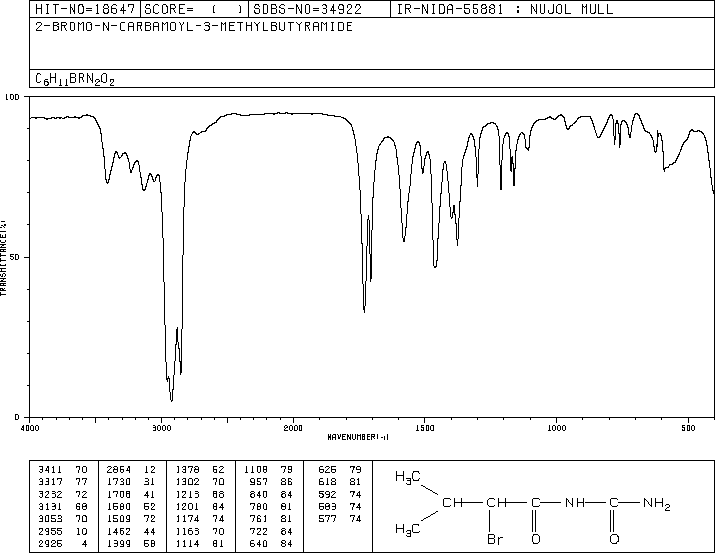 HIT-NO=18647 SCORE= ( ) SDBS-NO=34922 IR-NIDA-55881 : NUJOL MULL
2-BROMO-N-CARBAMOYL-3-METHYLBUTYRAMIDE
C6H11BRN2O2
100
50
0
TRANSMITTANCE(%)
4000 3000 2000 1500 1000 500
WAVENUMBER(-1)
3411 70 2864 12 1378 52 1108 79 626 79
3317 77 1730 31 1302 70 957 86 618 81
3232 72 1708 41 1213 88 840 84 592 74
3131 68 1580 52 1201 84 780 81 74
3053 70 1509 72 1174 74 761 81 577 74
2955 10 1462 44 1163 70 722 84
2925 4 1399 58 1114 81 640 84
H3C
CH CH C NH C NH2
H3C
Br O O